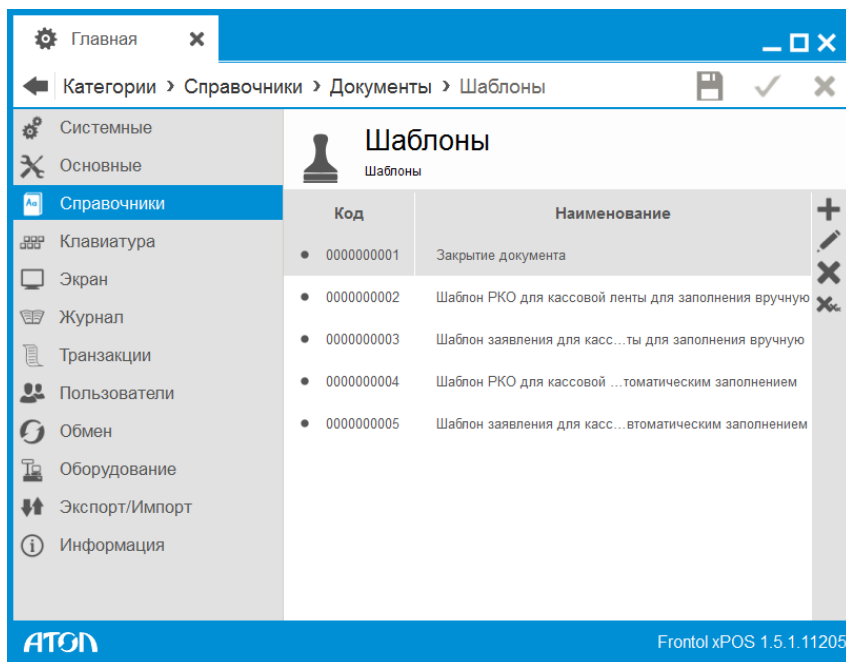 Главная
Категории › Справочники › Документы › Шаблоны
Системные
Основные
Справочники
Клавиатура
Экран
Журнал
Транзакции
Пользователи
Обмен
Оборудование
Экспорт/Импорт
Информация
Шаблоны
Шаблоны
Код Наименование
0000000001 Закрытие документа
0000000002 Шаблон РКО для кассовой ленты для заполнения вручную
0000000003 Шаблон заявления для касс...ты для заполнения вручную
0000000004 Шаблон РКО для кассовой ...томатическим заполнением
0000000005 Шаблон заявления для касс...втоматическим заполнением
АТОЛ Frontol xPOS 1.5.1.11205